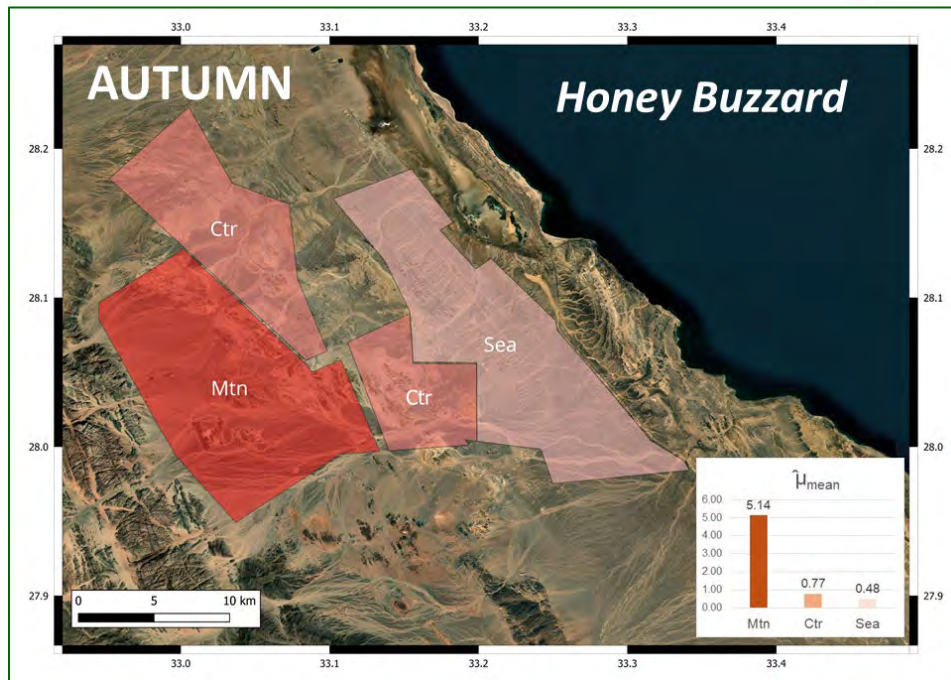 33.0 33.1 33.2 33.3 33.4
AUTUMN
Honey Buzzard
28.2 28.2
Ctr
28.1 28.1
Sea
Mtn
Ctr
28.0 28.0
μ̂mean
6.00
5.00
4.00
3.00
2.00
1.00
0.00
5.14
0.77
0.48
Mtn Ctr Sea
27.9 27.9
0 5 10 km
33.0 33.1 33.2 33.3 33.4